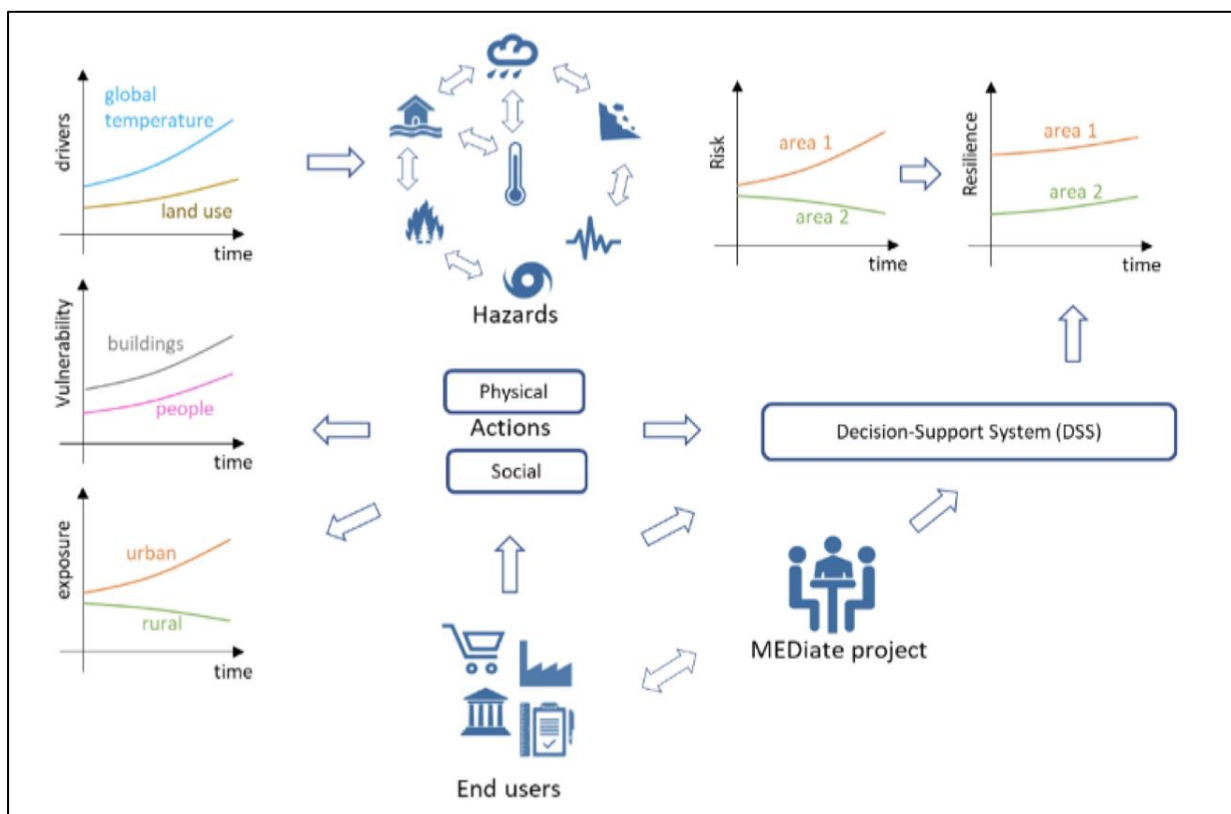 drivers
global
temperature
land use
time
Hazards
Risk
area 1
area 2
time
Resilience
area 1
area 2
time
Vulnerability
buildings
people
time
Physical
Actions
Social
Decision-Support System (DSS)
exposure
urban
rural
time
End users
MEDiate project